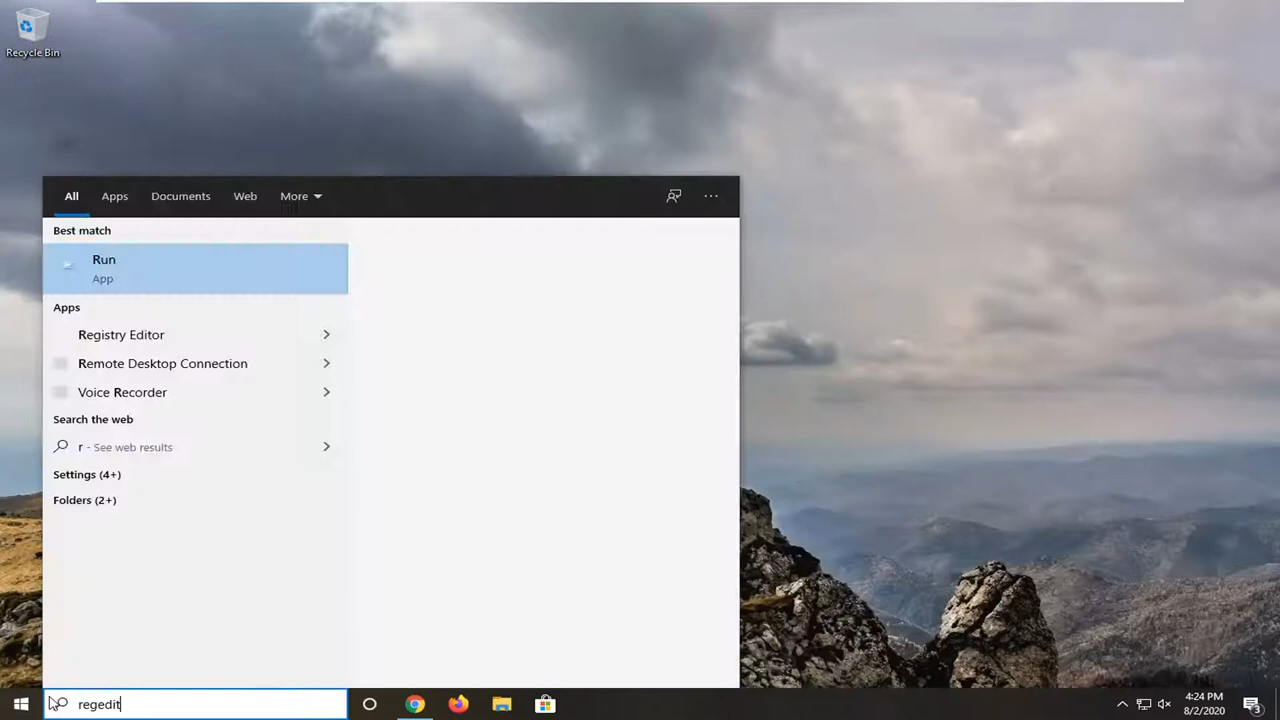 Recycle Bin
All Apps Documents Web More
Best match
Run
App
Apps
Registry Editor
Remote Desktop Connection
Voice Recorder
Search the web
r - See web results
Settings (4+)
Folders (2+)
regedit
4:24 PM
8/2/2020
3